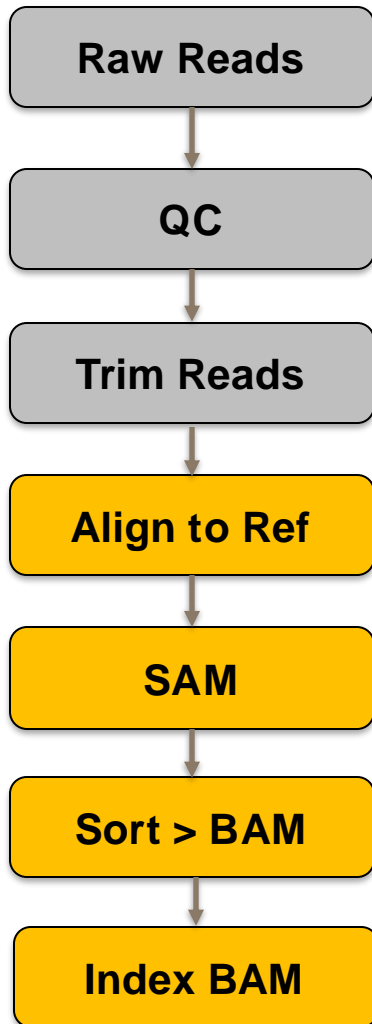 Raw Reads
QC
Trim Reads
Align to Ref
SAM
Sort > BAM
Index BAM